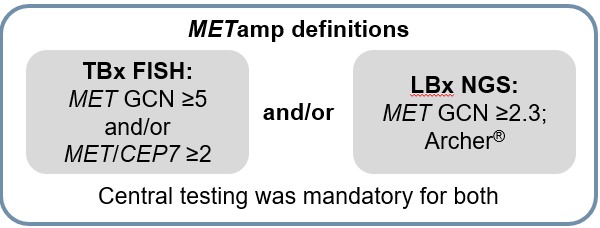 METamp definitions
TBx FISH:
MET GCN ≥5
and/or
MET/CEP7 ≥2
and/or
LBx NGS:
MET GCN ≥2.3;
Archer®
Central testing was mandatory for both